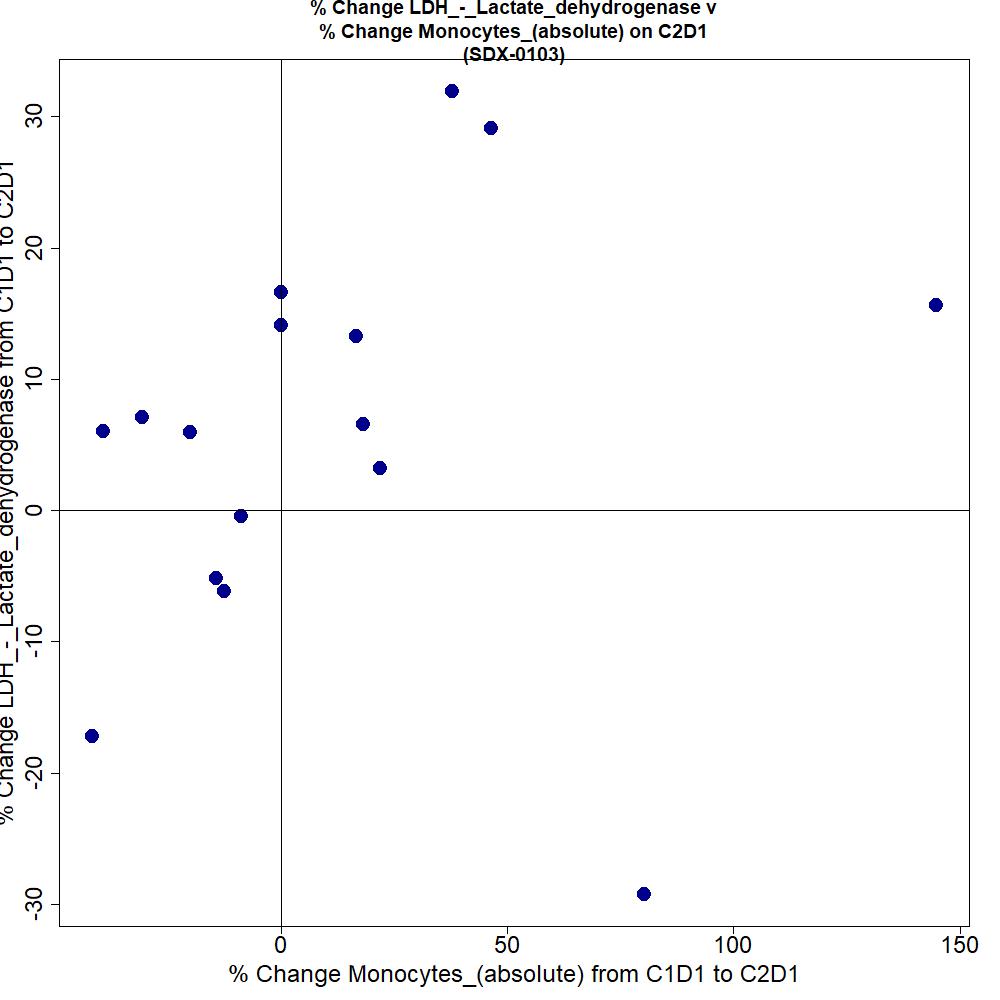 % Change LDH_-_Lactate_dehydrogenase v
% Change Monocytes_(absolute) on C2D1
(SDX-0103)
% Change LDH_-_Lactate_dehydrogenase from C1D1 to C2D1
30
20
10
0
-10
-20
-30
0 50 100 150
% Change Monocytes_(absolute) from C1D1 to C2D1